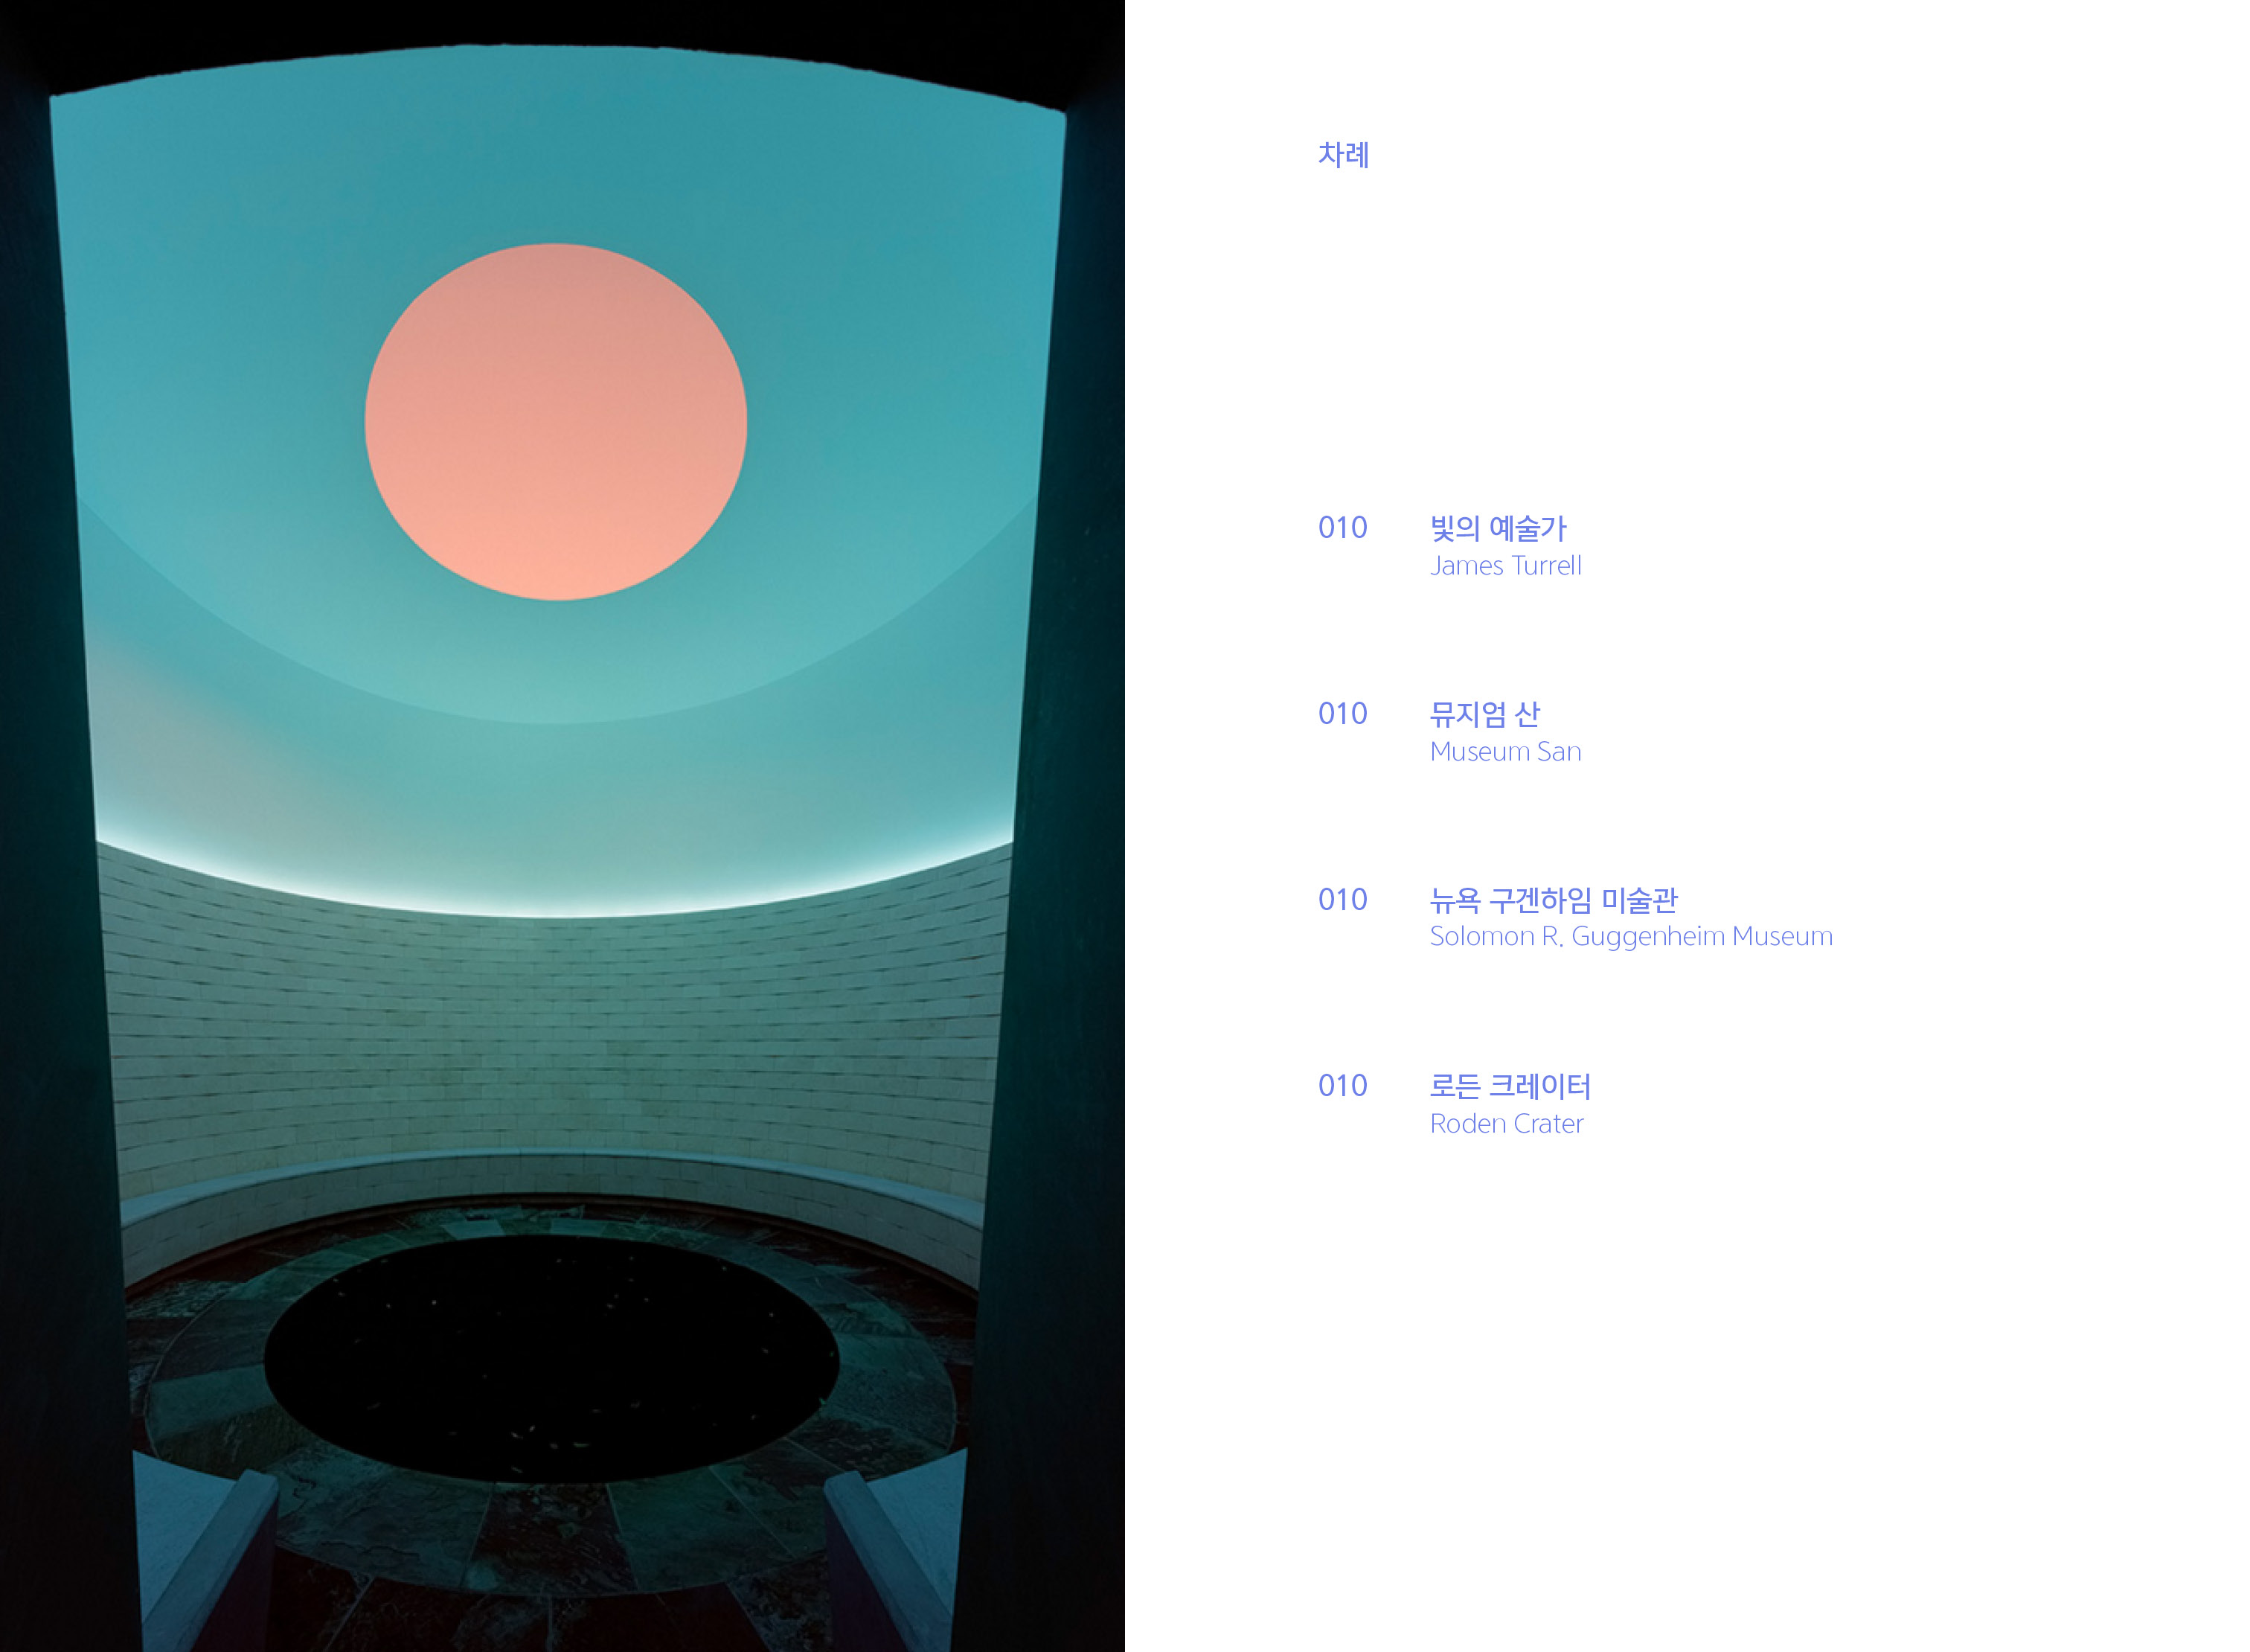 차례
010 빛의 예술가
James Turrell
010 뮤지엄 산
Museum San
010 뉴욕 구겐하임 미술관
Solomon R. Guggenheim Museum
010 로든 크레이터
Roden Crater